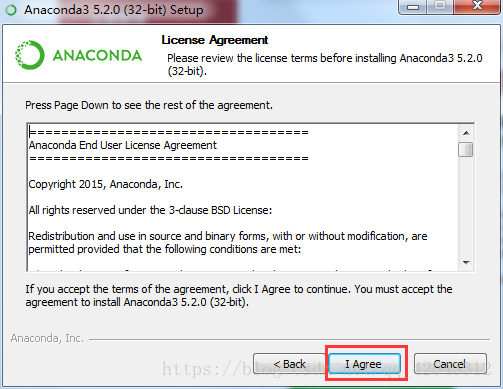 Anaconda3 5.2.0 (32-bit) Setup
ANACONDA
License Agreement
Please review the license terms before installing Anaconda3 5.2.0
(32-bit).
Press Page Down to see the rest of the agreement.
===================================
Anaconda End User License Agreement
===================================
Copyright 2015, Anaconda, Inc.
All rights reserved under the 3-clause BSD License:
Redistribution and use in source and binary forms, with or without modification, are
permitted provided that the following conditions are met:
If you accept the terms of the agreement, click I Agree to continue. You must accept the
agreement to install Anaconda3 5.2.0 (32-bit).
Anaconda, Inc.
< Back
I Agree
Cancel